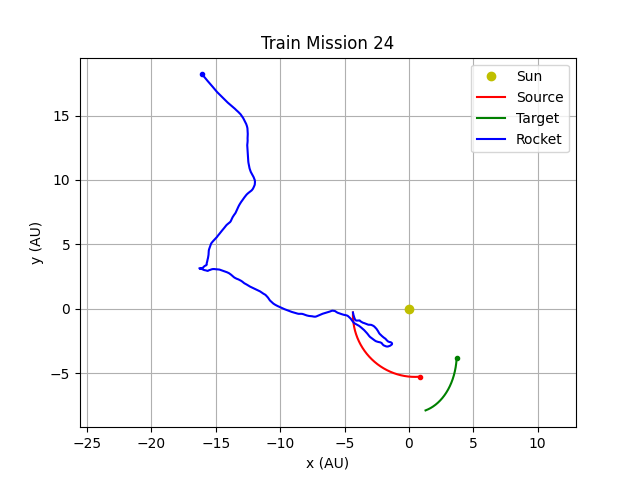 Train Mission 24
Sun
Source
Target
Rocket
y (AU)
15
10
5
0
−5
−25
−20
−15
−10
−5
0
5
10
x (AU)